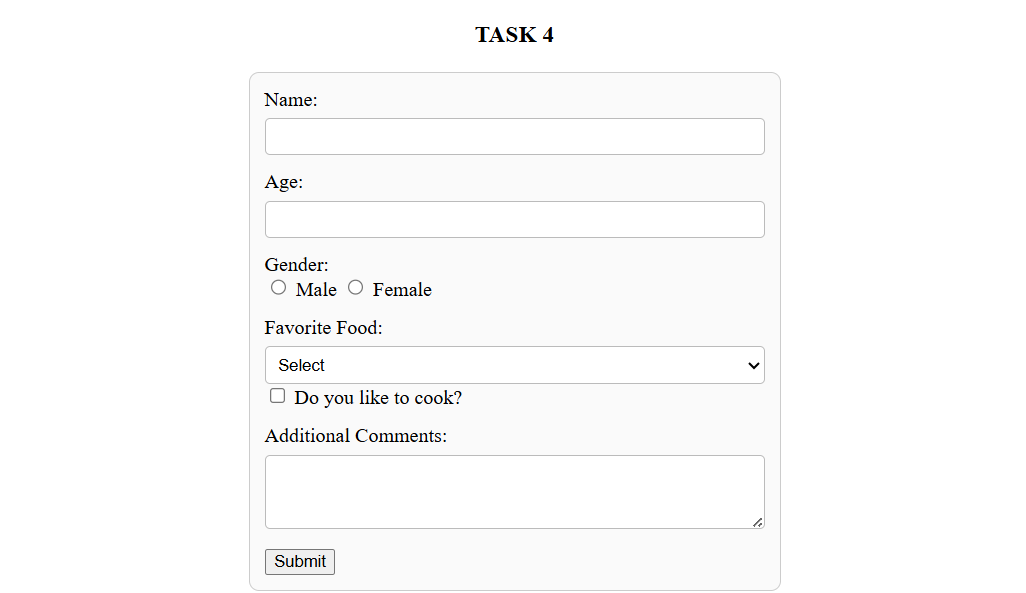 TASK 4
Name:
Age:
Gender:
Male Female
Favorite Food:
Select
Do you like to cook?
Additional Comments:
Submit